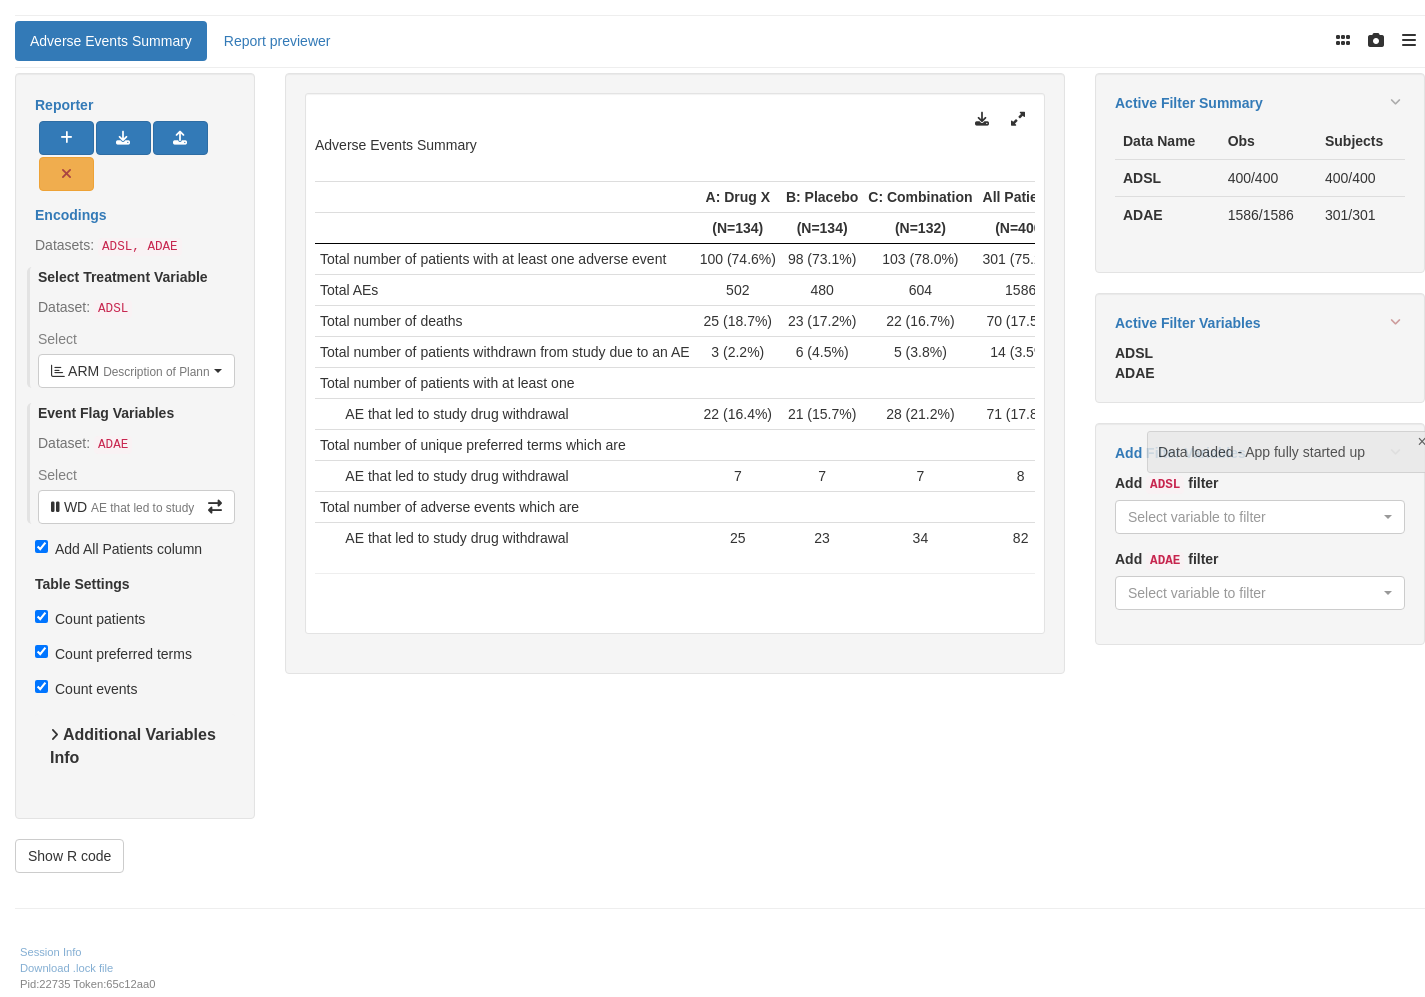 Adverse Events Summary
Report previewer
Reporter
Encodings
Datasets: ADSL, ADAE
Select Treatment Variable
Dataset: ADSL
Select
ARM Description of Plann
Event Flag Variables
Dataset: ADAE
Select
WD AE that led to study
Add All Patients column
Table Settings
Count patients
Count preferred terms
Count events
Additional Variables
Info
Show R code
Adverse Events Summary
A: Drug X B: Placebo C: Combination All Patie
(N=134) (N=134) (N=132) (N=40
Total number of patients with at least one adverse event 100 (74.6%) 98 (73.1%) 103 (78.0%) 301 (75.
Total AEs 502 480 604 1586
Total number of deaths 25 (18.7%) 23 (17.2%) 22 (16.7%) 70 (17.5
Total number of patients withdrawn from study due to an AE 3 (2.2%) 6 (4.5%) 5 (3.8%) 14 (3.5
Total number of patients with at least one
AE that led to study drug withdrawal 22 (16.4%) 21 (15.7%) 28 (21.2%) 71 (17.8
Total number of unique preferred terms which are
AE that led to study drug withdrawal 7 7 7 8
Total number of adverse events which are
AE that led to study drug withdrawal 25 23 34 82
Active Filter Summary
Data Name Obs Subjects
ADSL 400/400 400/400
ADAE 1586/1586 301/301
Active Filter Variables
ADSL
ADAE
Add
Data loaded - App fully started up
Add ADSL filter
Select variable to filter
Add ADAE filter
Select variable to filter
Session Info
Download .lock file
Pid:22735 Token:65c12aa0